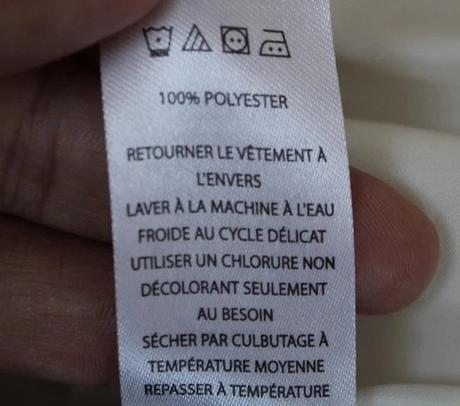 100% POLYESTER
RETOURNER LE VÊTEMENT À
L'ENVERS
LAVER À LA MACHINE À L'EAU
FROIDE AU CYCLE DÉLICAT
UTILISER UN CHLORURE NON
DÉCOLORANT SEULEMENT
AU BESOIN
SÉCHER PAR CULBUTAGE À
TEMPÉRATURE MOYENNE
REPASSER À TEMPÉRATURE